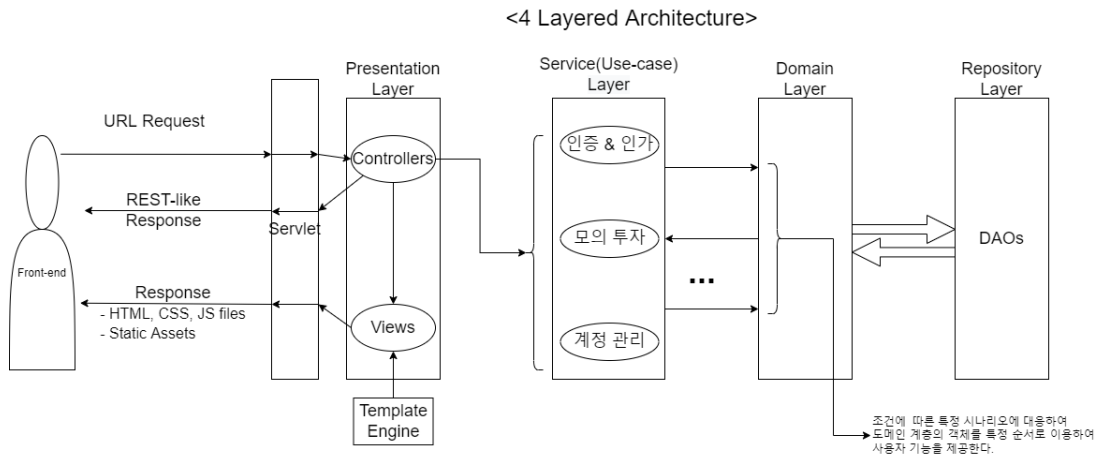 <4 Layered Architecture>
Presentation
Layer
Service(Use-case)
Layer
Domain
Layer
Repository
Layer
URL Request
Controllers
인증 & 인가
REST-like
Response
Servlet
모의 투자
DAOs
Front-end
...
Response
- HTML, CSS, JS files
- Static Assets
Views
계정 관리
Template
Engine
조건에 따른 특정 시나리오에 대응하여
도메인 계층의 객체를 특정 순서로 이용하여
사용자 기능을 제공한다.